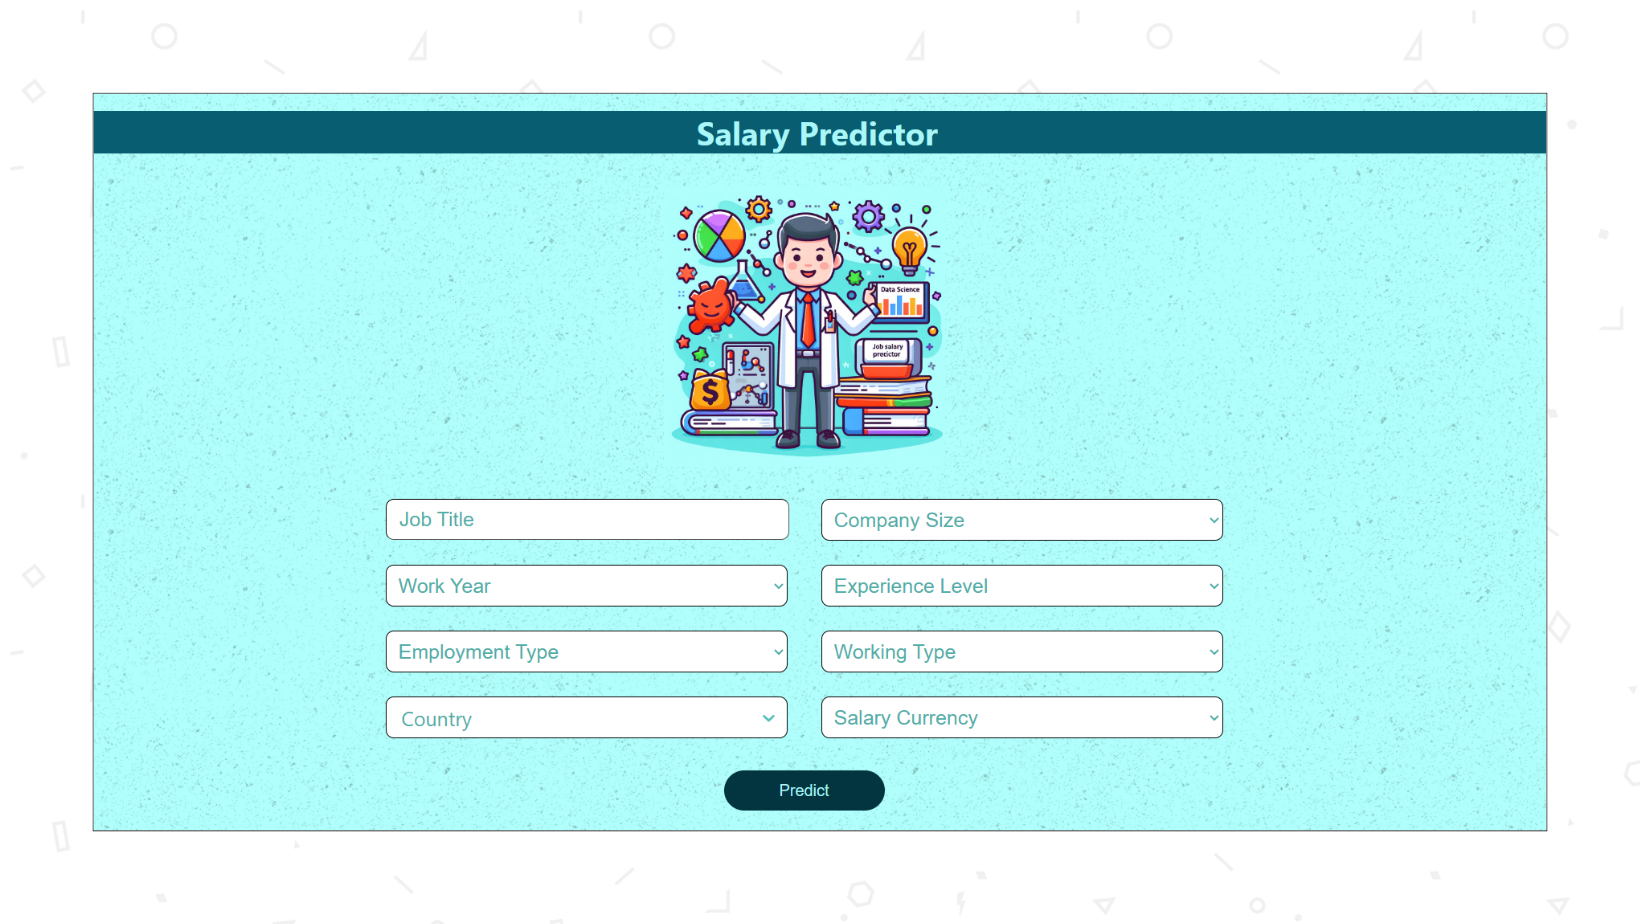 Salary Predictor
Data Science
Job salary
precictor
$
Job Title
Company Size
Work Year
Experience Level
Employment Type
Working Type
Country
Salary Currency
Predict